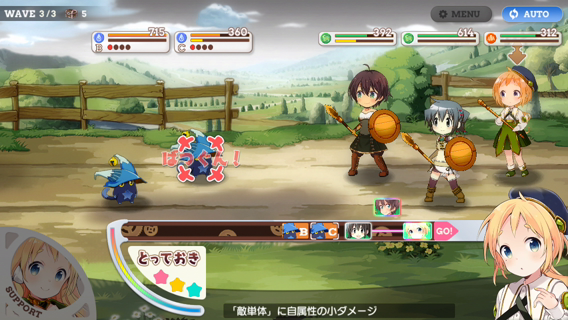 WAVE 3/3 5
MENU
AUTO
B 715
C 360
392
614
312
ばつぐん!
B C GO!
とっておき
SUPPORT
「敵単体」に自属性の小ダメージ